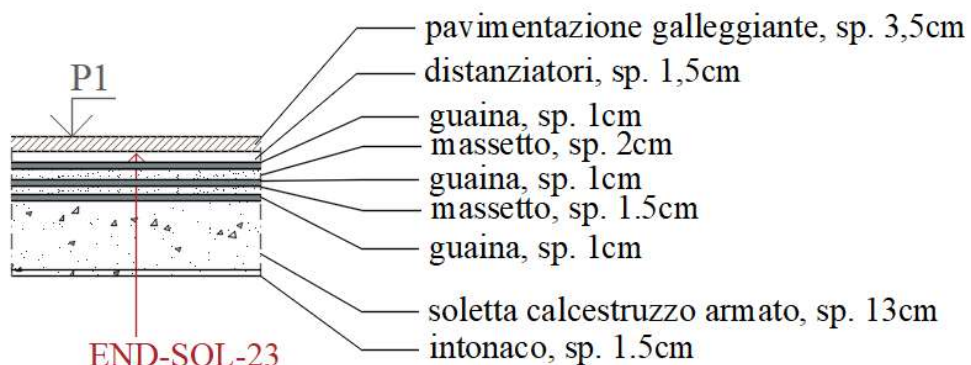 pavimentazione galleggiante, sp. 3,5cm
distanziatori, sp. 1,5cm
P1
guaina, sp. 1cm
massetto, sp. 2cm
guaina, sp. 1cm
massetto, sp. 1.5cm
guaina, sp. 1cm
soletta calcestruzzo armato, sp. 13cm
intonaco, sp. 1.5cm
END-SOL-23